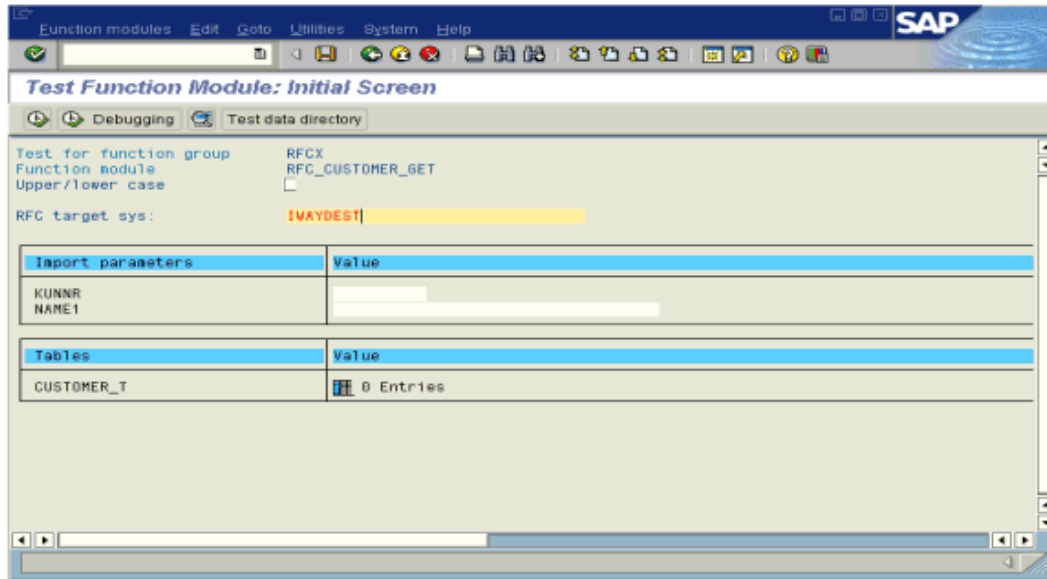 Function modules Edit Goto Utilities System Help
SAP
Test Function Module: Initial Screen
Debugging Test data directory
Test for function group RFCX
Function module RFC_CUSTOMER_GET
Upper/lower case
RFC target sys: IWAYDEST
Import parameters Value
KUNNR
NAME1
Tables Value
CUSTOMER_T 0 Entries